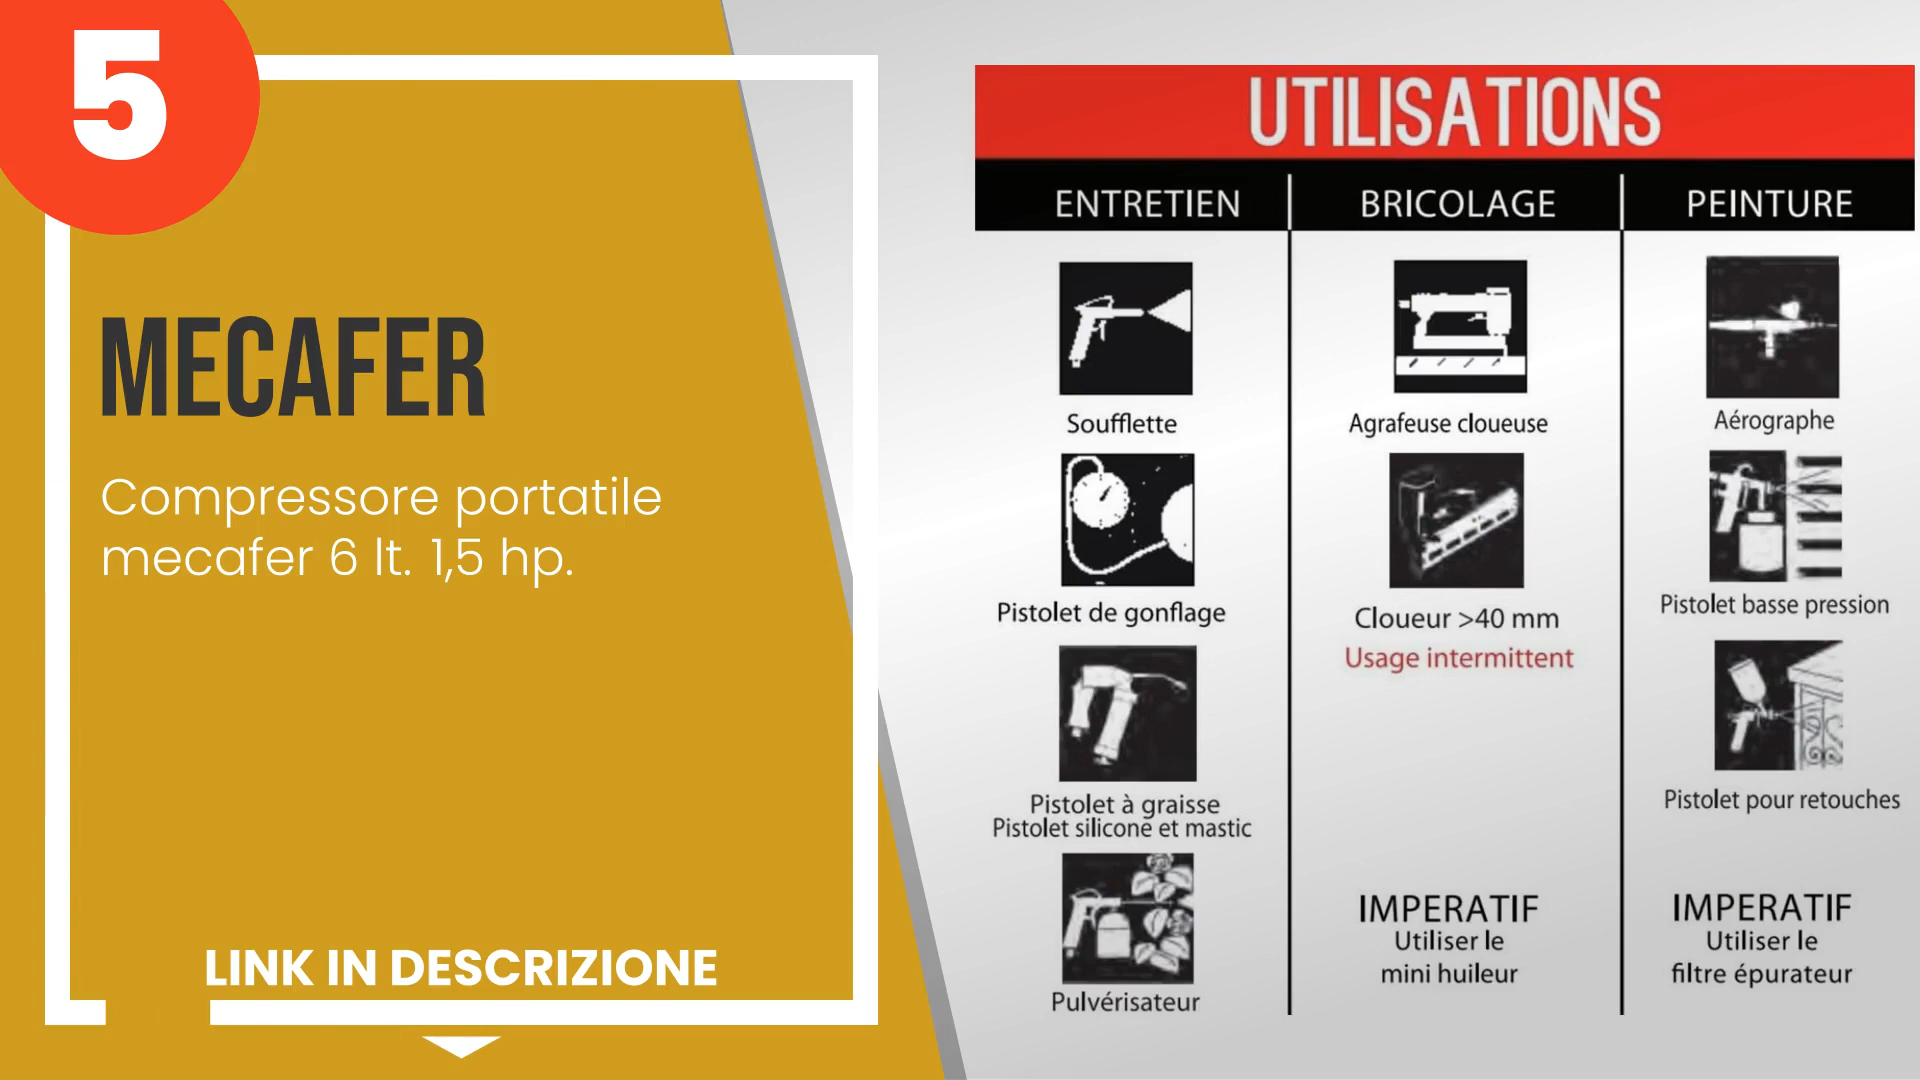 5
MECAFER
Compressore portatile
mecafer 6 lt. 1,5 hp.
LINK IN DESCRIZIONE
UTILISATIONS
ENTRETIEN
Soufflette
Pistolet de gonflage
Pistolet à graisse
Pistolet silicone et mastic
Pulvérisateur
BRICOLAGE
Agrafeuse cloueuse
Cloueur >40 mm
Usage intermittent
IMPERATIF
Utiliser le
mini huileur
PEINTURE
Aérographe
Pistolet basse pression
Pistolet pour retouches
IMPERATIF
Utiliser le
filtre épurateur